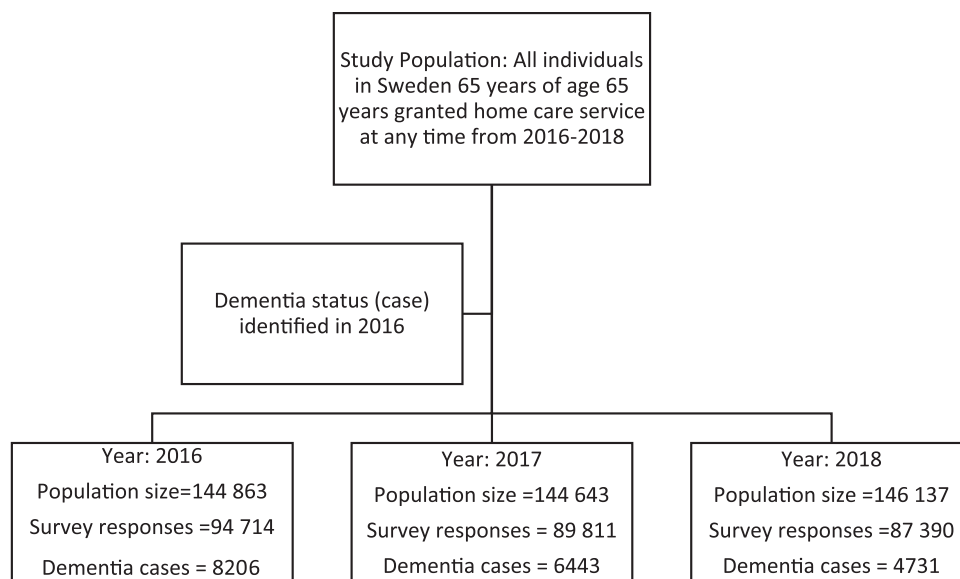 Study Population: All individuals
in Sweden 65 years of age 65
years granted home care service
at any time from 2016-2018
Dementia status (case)
identified in 2016
Year: 2016
Population size=144 863
Survey responses =94 714
Dementia cases = 8206
Year: 2017
Population size =144 643
Survey responses = 89 811
Dementia cases = 6443
Year: 2018
Population size =146 137
Survey responses =87 390
Dementia cases = 4731